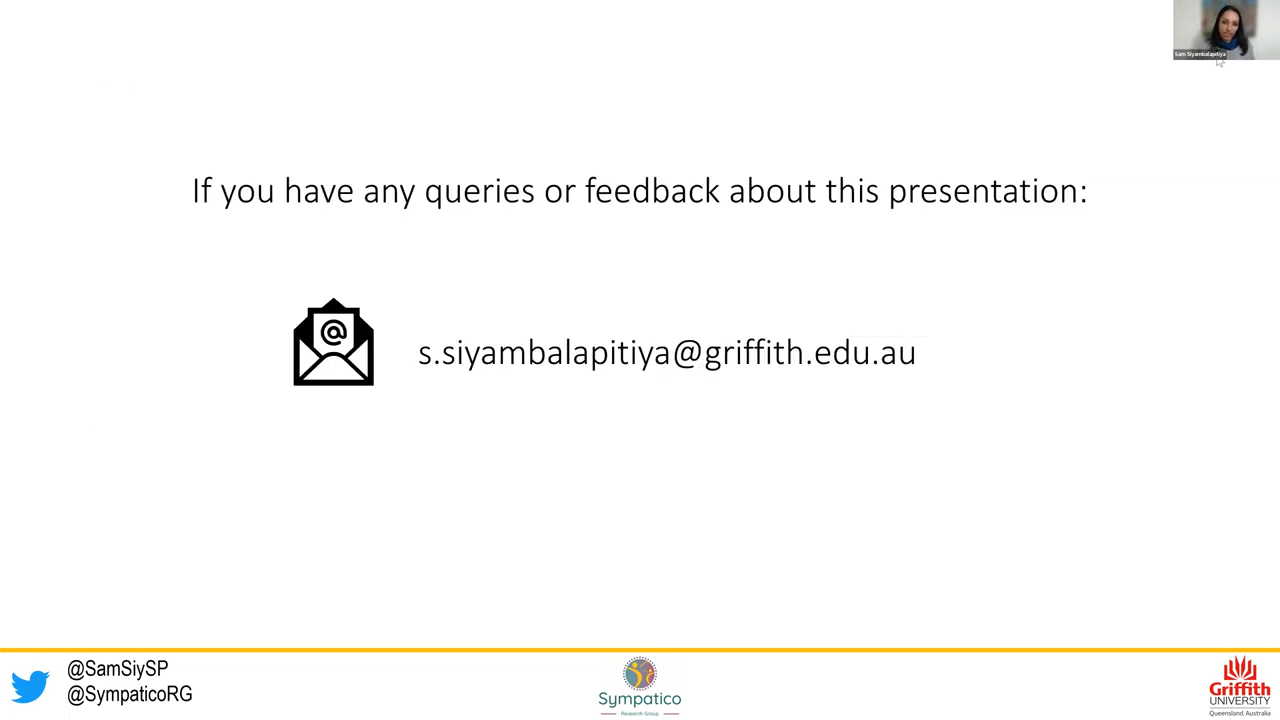 Sam Siyambalapitiya
If you have any queries or feedback about this presentation:
@
s.siyambalapitiya@griffith.edu.au
@SamSiySP
@SympaticoRG
Sympatico
Research Group
Griffith
UNIVERSITY
Queensland, Australia